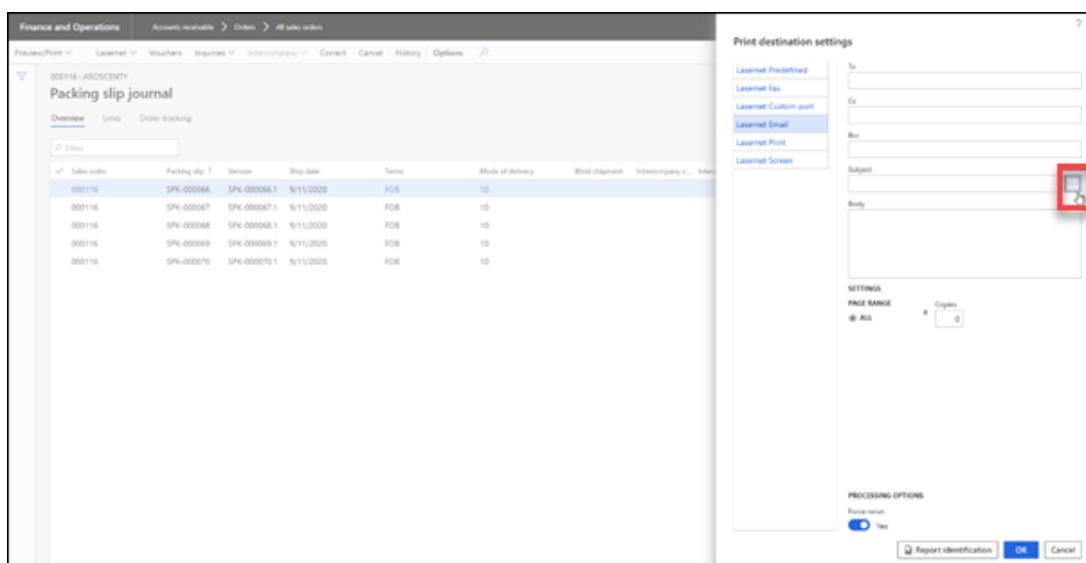 Finance and Operations Accounts receivable > Orders > All sales orders
Preview/Print Lasernet Vouchers Inquiries Intercompany Correct Cancel History Options
000116 : AROSCENTY
Packing slip journal
Overview Lines Order tracking
Filter
Sales order Packing slip Version Ship date Terms Mode of delivery Blind shipment Intercompany c...
000116 SPK-000066 SPK-000066.1 9/11/2020 FOB 10
000116 SPK-000067 SPK-000067.1 9/11/2020 FOB 10
000116 SPK-000068 SPK-000068.1 9/11/2020 FOB 10
000116 SPK-000069 SPK-000069.1 9/11/2020 FOB 10
000116 SPK-000070 SPK-000070.1 9/11/2020 FOB 10
?
Print destination settings
Lasernet Predefined
Lasernet Fax
Lasernet Custom port
Lasernet Email
Lasernet Print
Lasernet Screen
To
Cc
Bcc
Subject
Body
SETTINGS
PAGE RANGE
ALL
Copies
0
PROCESSING OPTIONS
Force rerun
Yes
Report identification OK Cancel